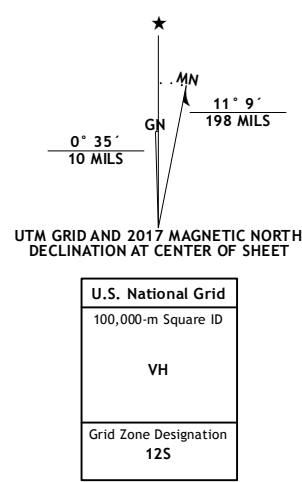 MN
11° 9´
198 MILS
GN
0° 35´
10 MILS
UTM GRID AND 2017 MAGNETIC NORTH
DECLINATION AT CENTER OF SHEET
U.S. National Grid
100,000-m Square ID
VH
Grid Zone Designation
12S